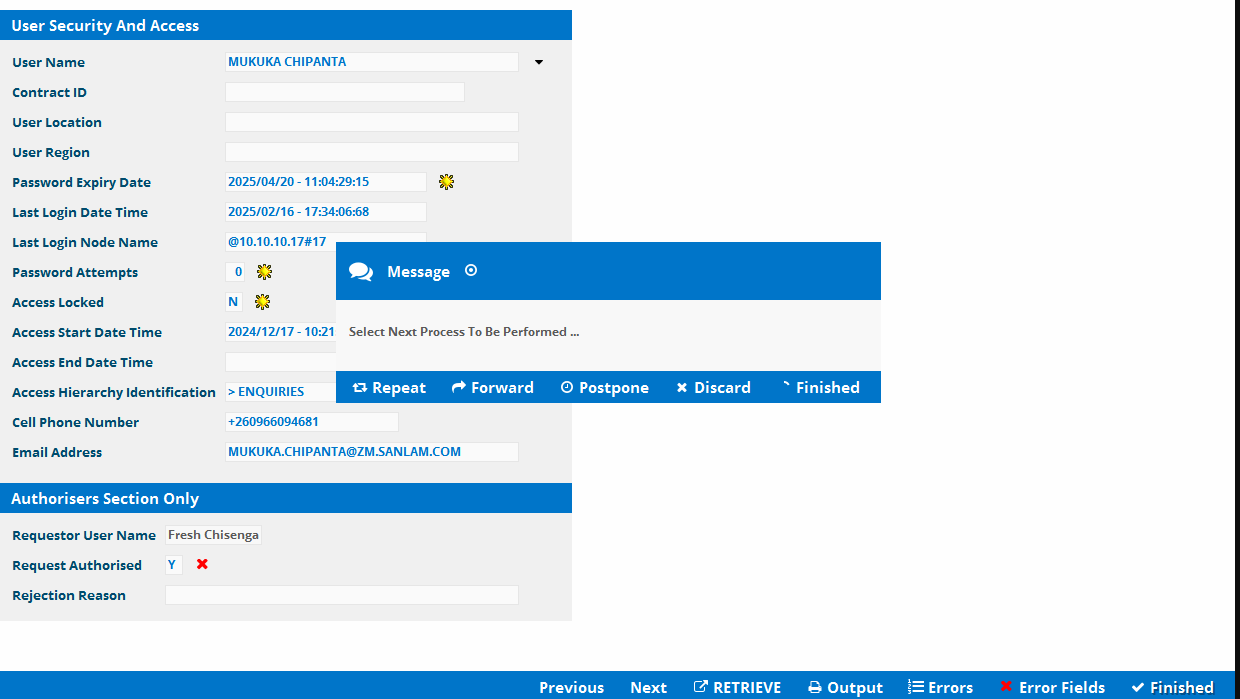 User Security And Access
User Name MUKUKA CHIPANTA
Contract ID
User Location
User Region
Password Expiry Date 2025/04/20 - 11:04:29:15
Last Login Date Time 2025/02/16 - 17:34:06:68
Last Login Node Name @10.10.10.17#17
Password Attempts 0
Access Locked N
Access Start Date Time 2024/12/17 - 10:21
Access End Date Time
Access Hierarchy Identification > ENQUIRIES
Cell Phone Number +260966094681
Email Address MUKUKA.CHIPANTA@ZM.SANLAM.COM
Message
Select Next Process To Be Performed ...
Repeat Forward Postpone Discard Finished
Authorisers Section Only
Requestor User Name Fresh Chisenga
Request Authorised Y
Rejection Reason
Previous Next RETRIEVE Output Errors Error Fields Finished